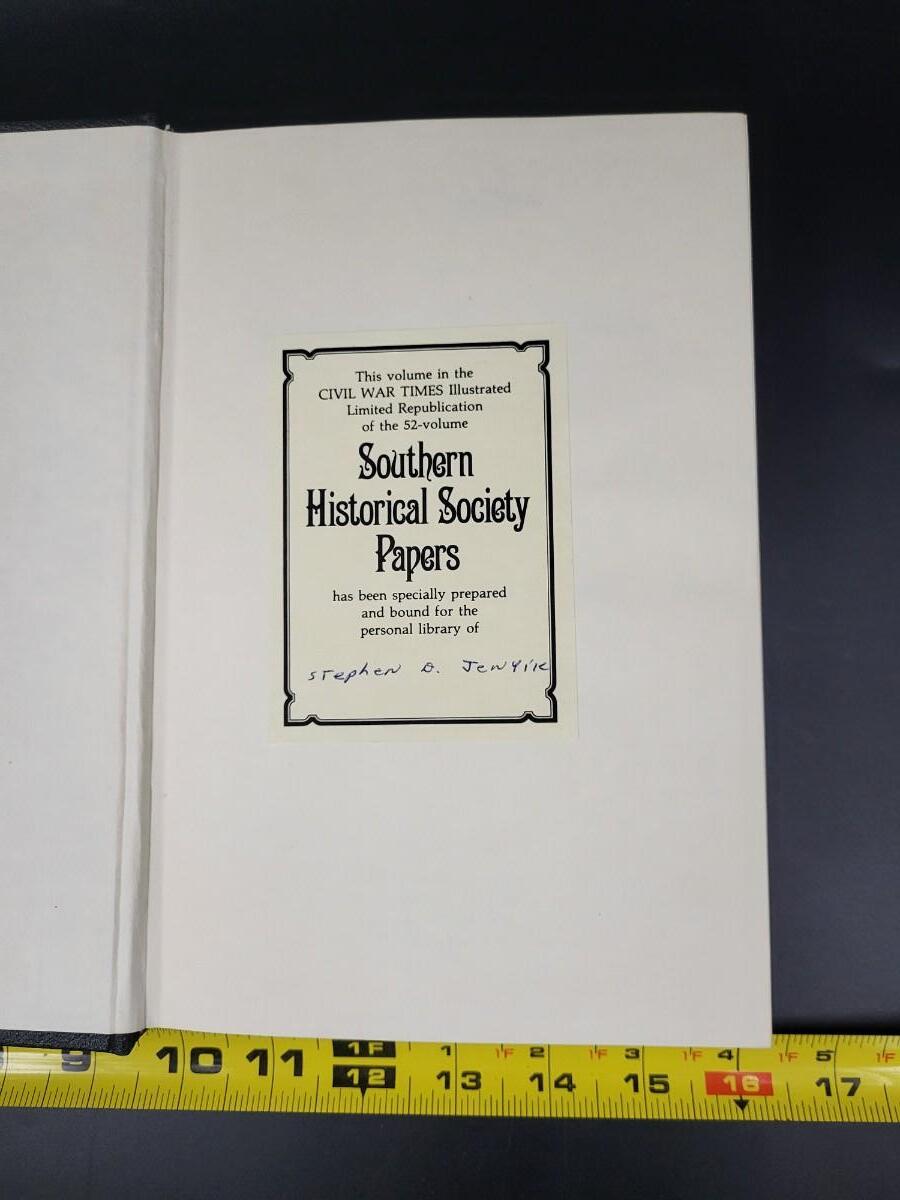 This volume in the
CIVIL WAR TIMES Illustrated
Limited Republication
of the 52-volume
Southern
Historical Society
Papers
has been specially prepared
and bound for the
personal library of
Stephen D.
9 10 11 1F 1 1F 2 1F 3 1F 4 1F 5 1F
12 13 14 15 16 17